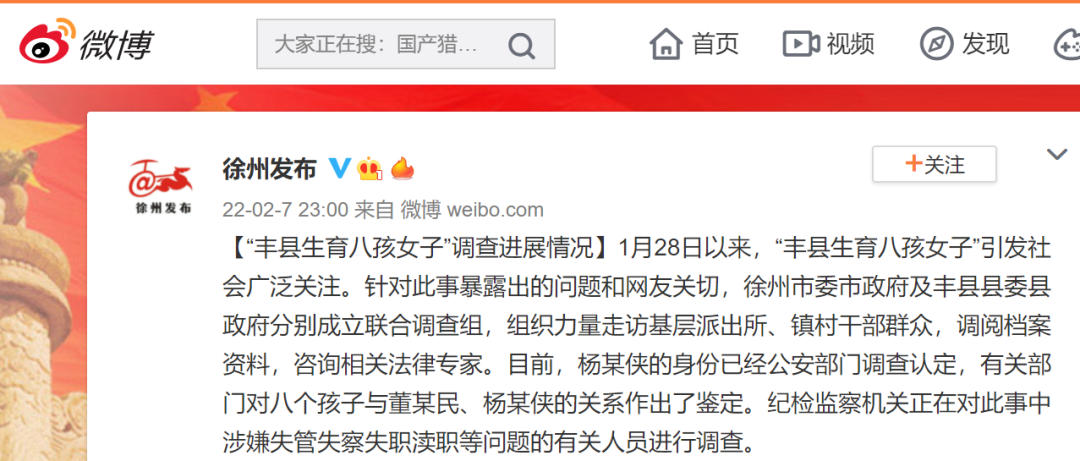 微博
大家正在搜：国产猎...
首页
视频
发现
徐州发布
徐州发布
+关注
22-02-7 23:00 来自 微博 weibo.com
【“丰县生育八孩女子”调查进展情况】1月28日以来，“丰县生育八孩女子”引发社
会广泛关注。针对此事暴露出的问题和网友关切，徐州市委市政府及丰县县委县
政府分别成立联合调查组，组织力量走访基层派出所、镇村干部群众，调阅档案
资料，咨询相关法律专家。目前，杨某侠的身份已经公安部门调查认定，有关部
门对八个孩子与董某民、杨某侠的关系作出了鉴定。纪检监察机关正在对此事中
涉嫌失管失察失职渎职等问题的有关人员进行调查。